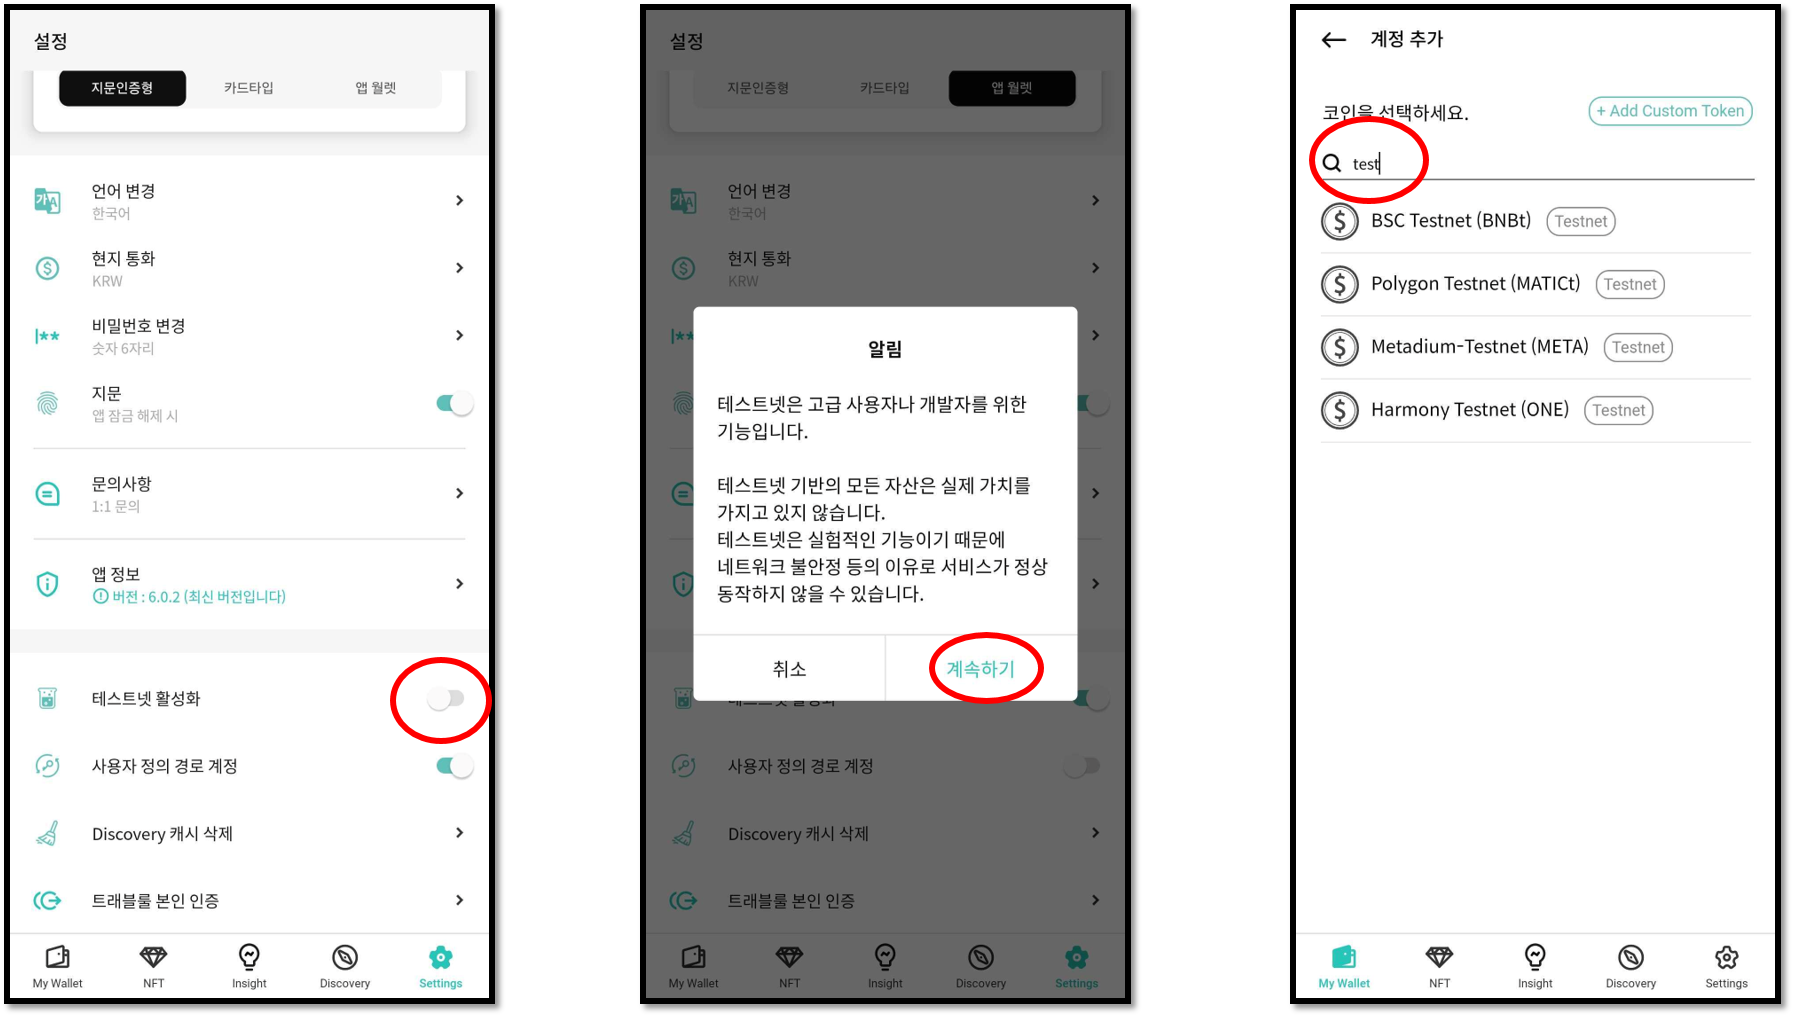 설정
지문인증형
카드타입
앱 월렛
언어 변경
한국어
현지 통화
KRW
비밀번호 변경
숫자 6자리
지문
앱 잠금 해제 시
문의사항
1:1 문의
앱 정보
버전 : 6.0.2 (최신 버전입니다)
테스트넷 활성화
사용자 정의 경로 계정
Discovery 캐시 삭제
트래블룰 본인 인증
My Wallet
NFT
Insight
Discovery
Settings
설정
지문인증형
카드타입
앱 월렛
언어 변경
한국어
현지 통화
KRW
알림
테스트넷은 고급 사용자나 개발자를 위한
기능입니다.
테스트넷 기반의 모든 자산은 실제 가치를
가지고 있지 않습니다.
테스트넷은 실험적인 기능이기 때문에
네트워크 불안정 등의 이유로 서비스가 정상
동작하지 않을 수 있습니다.
취소
계속하기
사용자 정의 경로 계정
Discovery 캐시 삭제
트래블룰 본인 인증
My Wallet
NFT
Insight
Discovery
Settings
계정 추가
코인을 선택하세요.
+ Add Custom Token
test
BSC Testnet (BNBt)
Testnet
Polygon Testnet (MATICt)
Testnet
Metadium-Testnet (META)
Testnet
Harmony Testnet (ONE)
Testnet
My Wallet
NFT
Insight
Discovery
Settings